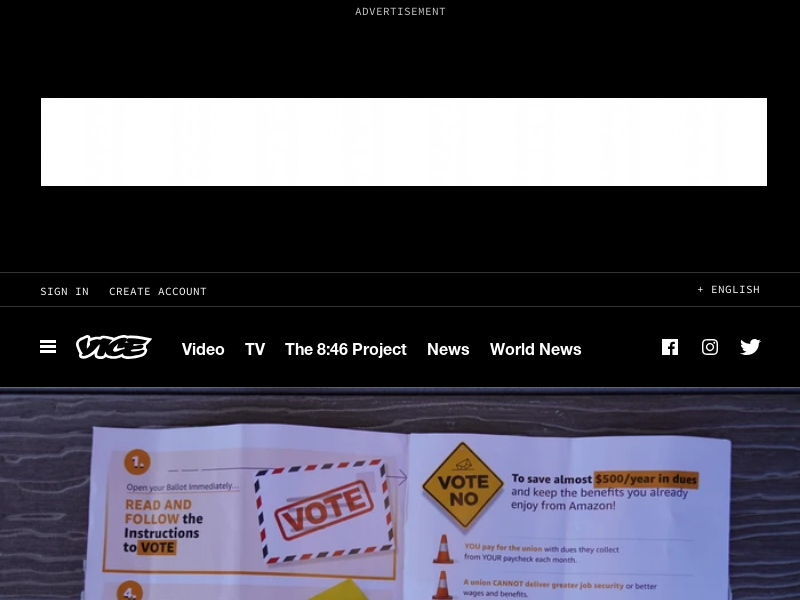 ADVERTISEMENT
SIGN IN CREATE ACCOUNT
+ ENGLISH
VICE
Video TV The 8:46 Project News World News
1.
Open your Ballot Immediately...
READ AND
FOLLOW the
Instructions
to VOTE
VOTE
VOTE
NO
To save almost $500/year in dues
and keep the benefits you already
enjoy from Amazon!
YOU pay for the union with dues they collect
from YOUR paycheck each month.
A union CANNOT deliver greater job security or better
wages and benefits.
4.